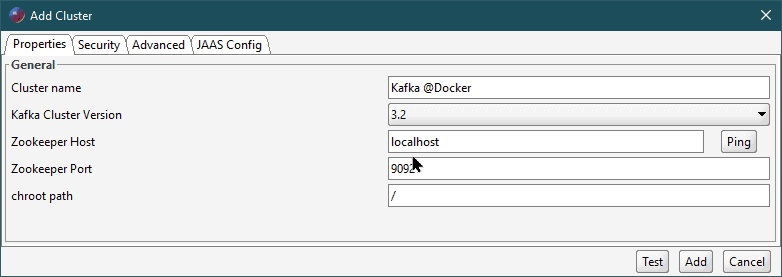 Add Cluster
Properties Security Advanced JAAS Config
General
Cluster name Kafka @Docker
Kafka Cluster Version 3.2
Zookeeper Host localhost Ping
Zookeeper Port 9092
chroot path /
Test Add Cancel